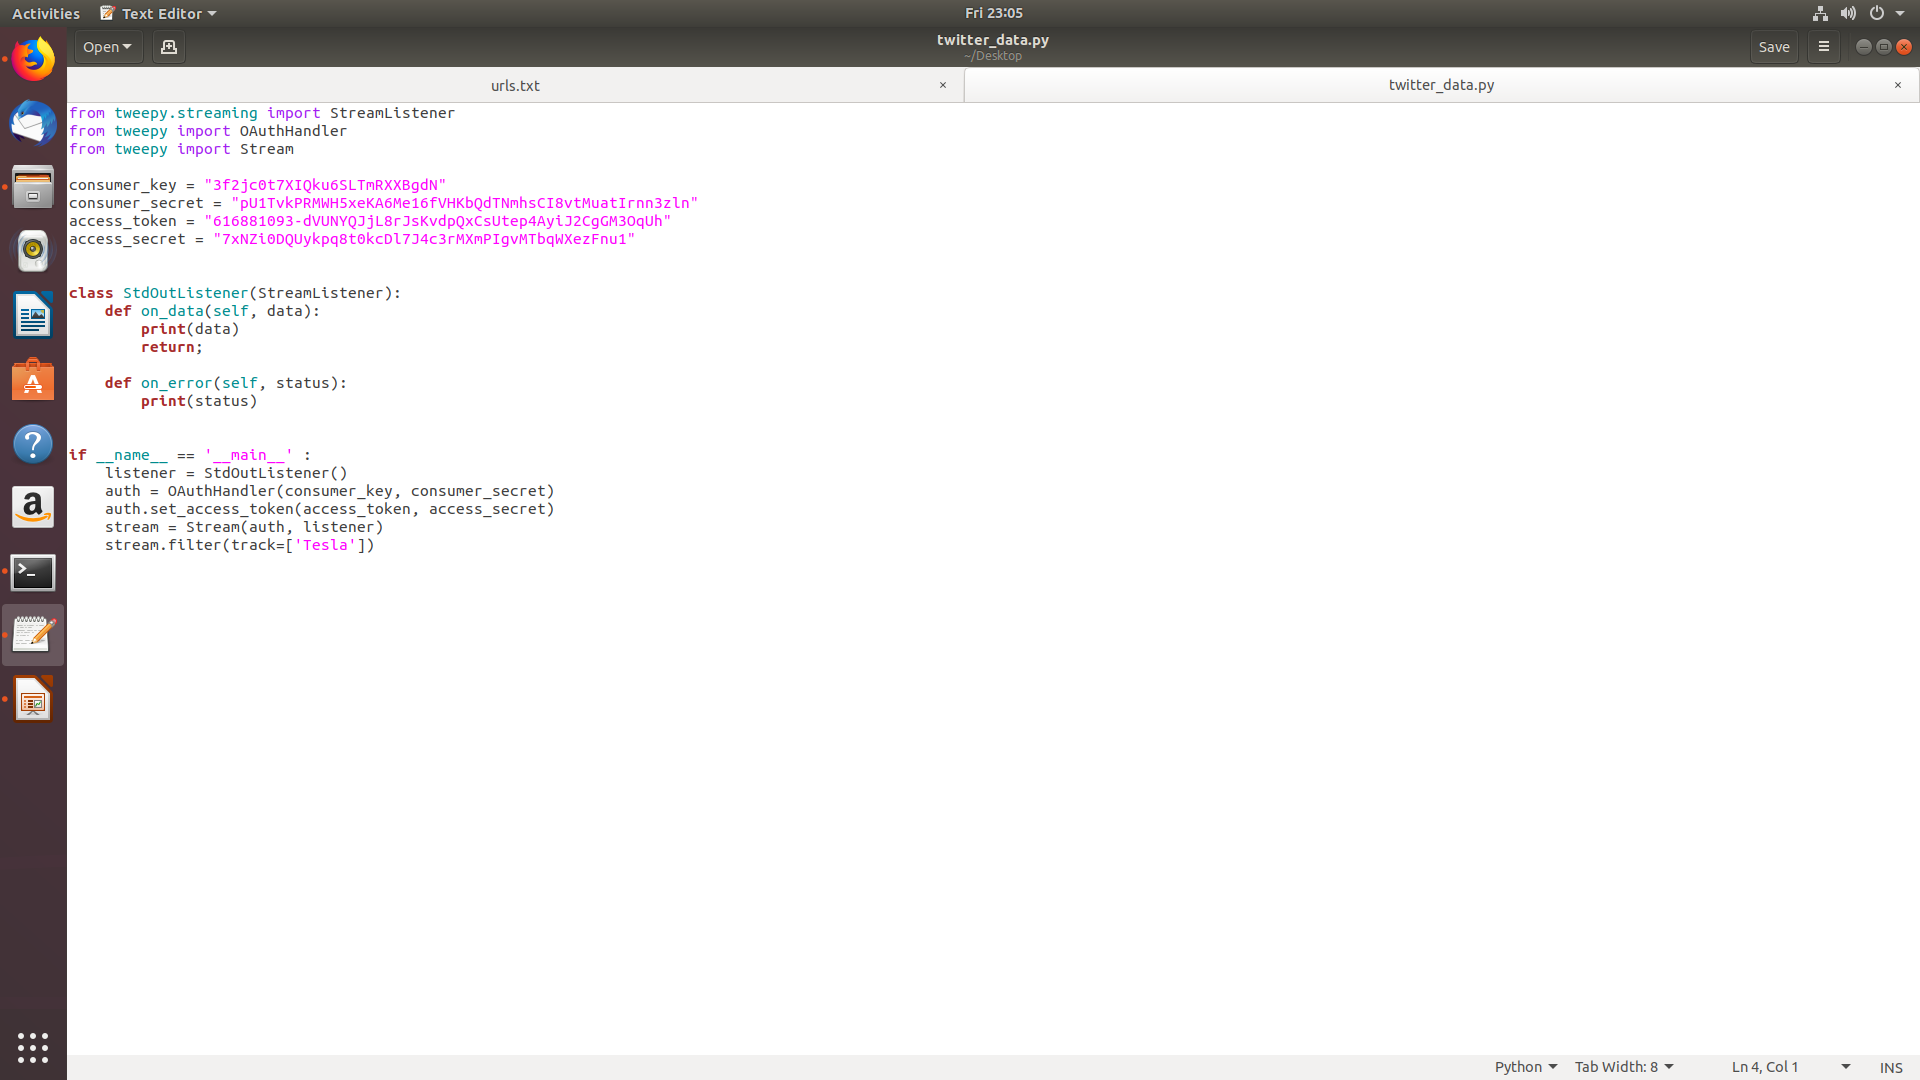 Activities Text Editor Fri 23:05
Open twitter_data.py Save
~/Desktop
urls.txt twitter_data.py
from tweepy.streaming import StreamListener
from tweepy import OAuthHandler
from tweepy import Stream
consumer_key = "3f2jc0t7XIQku6SLTmRXXBgdN"
consumer_secret = "pU1TvkPRMWH5xeKA6Me16fVHKbQdTNmhsCI8vtMuatIrnn3zln"
access_token = "616881093-dVUNYQJjL8rJsKvdpQxCsUtep4AyiJ2CgGM3OqUh"
access_secret = "7xNZi0DQUykpq8t0kcDl7J4c3rMXmPIgvMTbqWXezFnu1"
class StdOutListener(StreamListener):
    def on_data(self, data):
        print(data)
        return;
    def on_error(self, status):
        print(status)
if __name__ == '__main__' :
    listener = StdOutListener()
    auth = OAuthHandler(consumer_key, consumer_secret)
    auth.set_access_token(access_token, access_secret)
    stream = Stream(auth, listener)
    stream.filter(track=['Tesla'])
Python Tab Width: 8 Ln 4, Col 1 INS